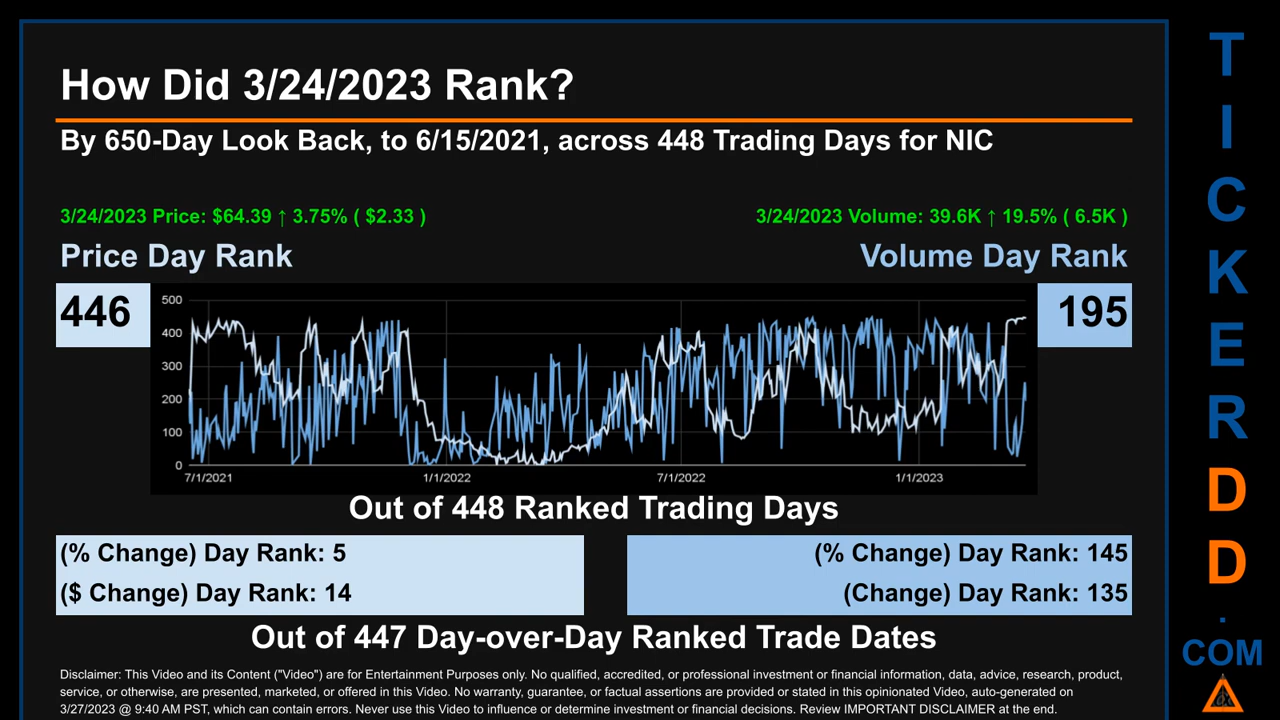 How Did 3/24/2023 Rank?
By 650-Day Look Back, to 6/15/2021, across 448 Trading Days for NIC
3/24/2023 Price: $64.39 ↑ 3.75% ( $2.33 )
3/24/2023 Volume: 39.6K ↑ 19.5% ( 6.5K )
Price Day Rank
Volume Day Rank
446
195
500
400
300
200
100
0
7/1/2021
1/1/2022
7/1/2022
1/1/2023
Out of 448 Ranked Trading Days
(% Change) Day Rank: 5
($ Change) Day Rank: 14
(% Change) Day Rank: 145
(Change) Day Rank: 135
Out of 447 Day-over-Day Ranked Trade Dates
Disclaimer: This Video and its Content ("Video") are for Entertainment Purposes only. No qualified, accredited, or professional investment or financial information, data, advice, research, product,
service, or otherwise, are presented, marketed, or offered in this Video. No warranty, guarantee, or factual assertions are provided or stated in this opinionated Video, auto-generated on
3/27/2023 @ 9:40 AM PST, which can contain errors. Never use this Video to influence or determine investment or financial decisions. Review IMPORTANT DISCLAIMER at the end.
T
I
C
K
E
R
D
D
.
COM